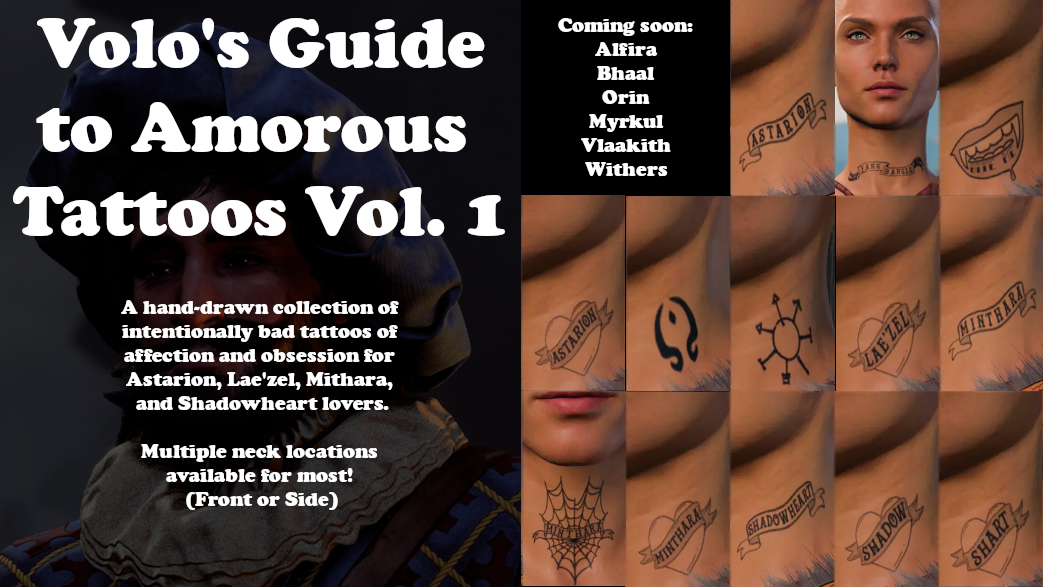 Volo's Guide
to Amorous
Tattoos Vol. 1
A hand-drawn collection of
intentionally bad tattoos of
affection and obsession for
Astarion, Lae'zel, Mithara,
and Shadowheart lovers.
Multiple neck locations
available for most!
(Front or Side)
Coming soon:
Alfira
Bhaal
Orin
Myrkul
Vlaakith
Withers
ASTARION
FANG BANGER
ASTARION
LAE'ZEL
MINTHARA
MINTHARA
MINTHARA
SHADOWHEART
SHADOW
SHART